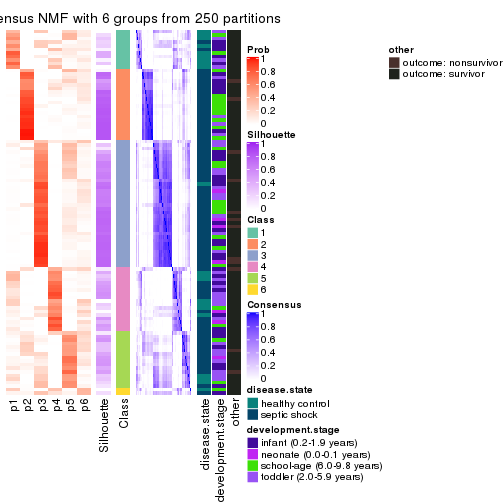 ensus NMF with 6 groups from 250 partitions
Prob
1
0.8
0.6
0.4
0.2
0
Silhouette
1
0.8
0.6
0.4
0.2
0
Class
1
2
3
4
5
6
Consensus
1
0.8
0.6
0.4
0.2
0
disease.state
healthy control
septic shock
development.stage
infant (0.2-1.9 years)
neonate (0.0-0.1 years)
school-age (6.0-9.8 years)
toddler (2.0-5.9 years)
other
outcome: nonsurvivor
outcome: survivor
p1
p2
p3
p4
p5
p6
Silhouette
Class
disease.state
development.stage
other